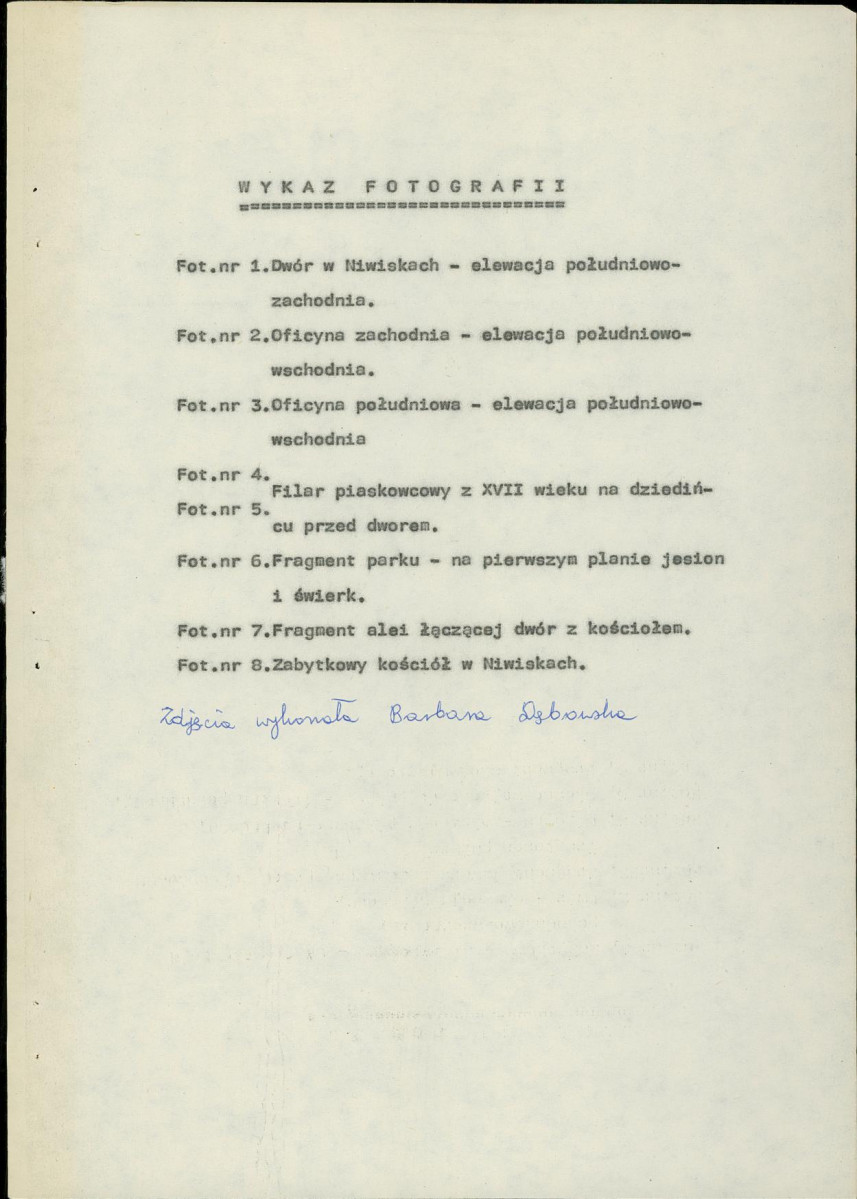 WYKAZ FOTOGRAFII
Fot.nr 1.Dwór w Niwiskach - elewacja południowo-
zachodnia.
Fot.nr 2.Oficyna zachodnia - elewacja południowo-
wschodnia.
Fot.nr 3.Oficyna południowa - elewacja południowo-
wschodnia
Fot.nr 4.
Filar piaskowcowy z XVII wieku na dziediń-
Fot.nr 5.
cu przed dworem.
Fot.nr 6.Fragment parku - na pierwszym planie jesion
i świerk.
Fot.nr 7.Fragment alei łączącej dwór z kościołem.
Fot.nr 8.Zabytkowy kościół w Niwiskach.
Zdjęcia wykonała Barbara Dębowska